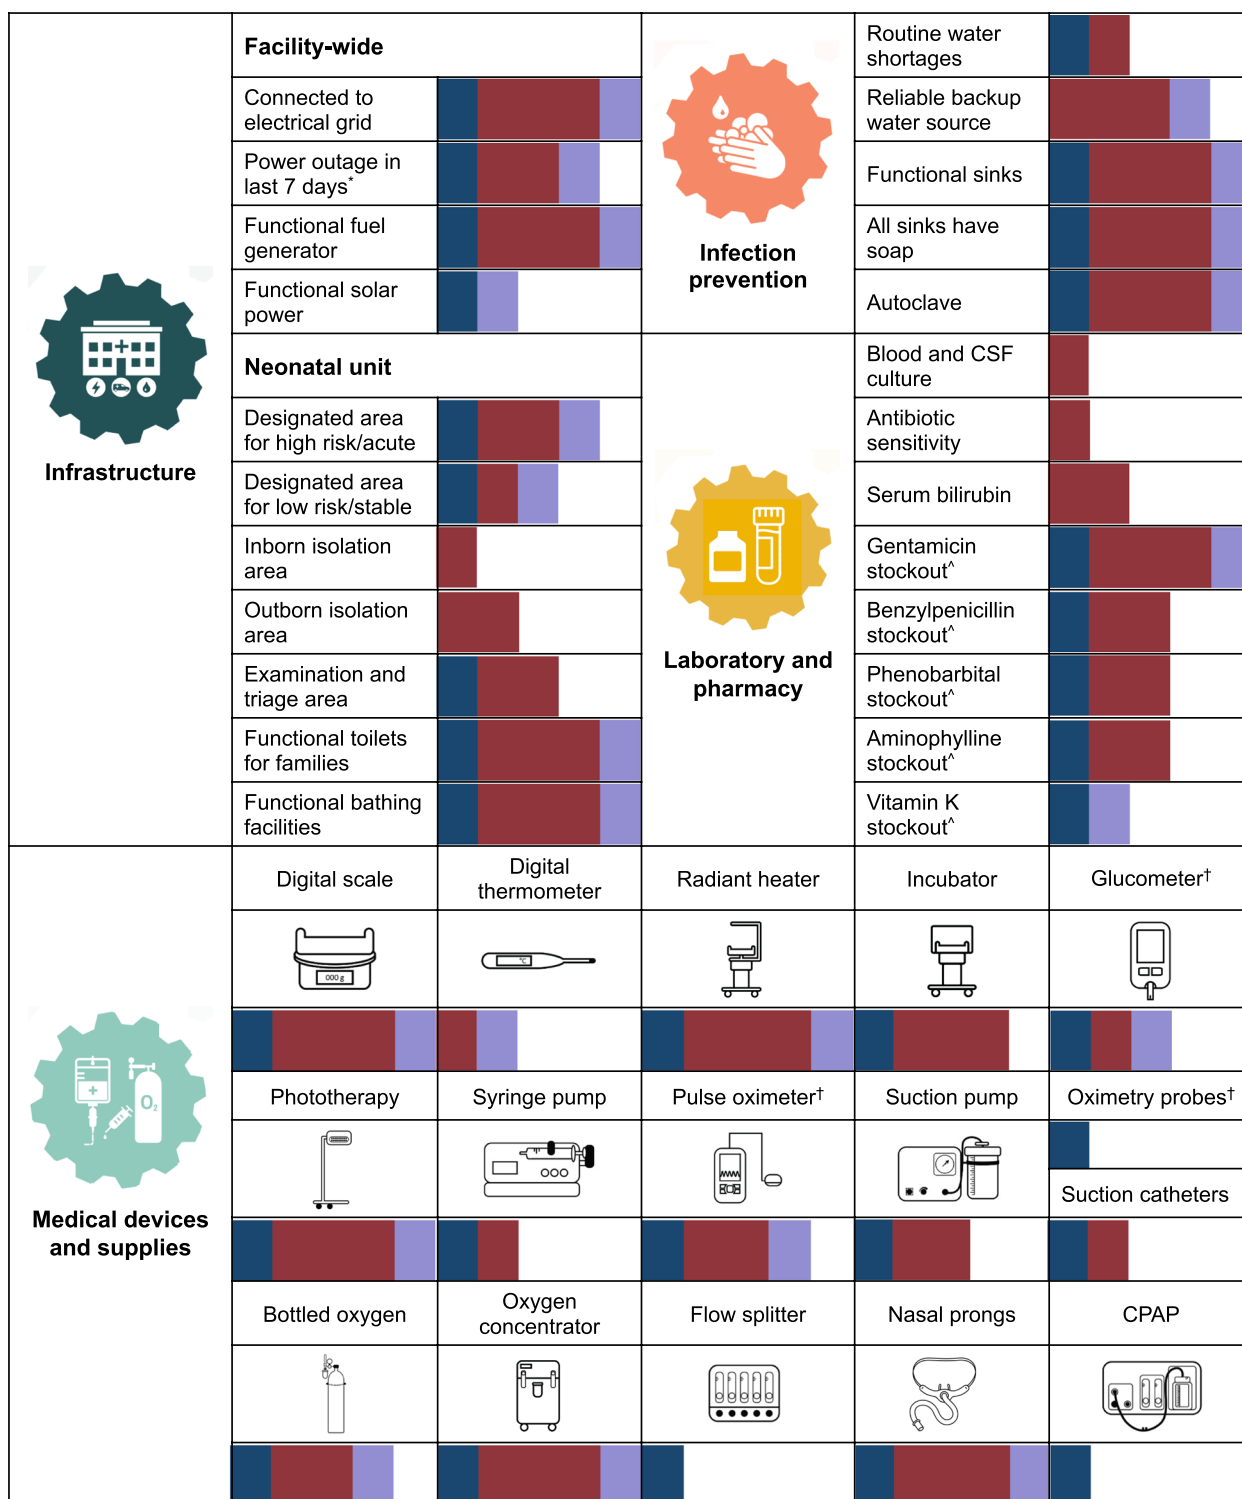 Facility-wide
Connected to
electrical grid
Power outage in
last 7 days*
Functional fuel
generator
Functional solar
power
Infrastructure
Neonatal unit
Designated area
for high risk/acute
Designated area
for low risk/stable
Inborn isolation
area
Outborn isolation
area
Examination and
triage area
Functional toilets
for families
Functional bathing
facilities
Infection
prevention
Routine water
shortages
Reliable backup
water source
Functional sinks
All sinks have
soap
Autoclave
Laboratory and
pharmacy
Blood and CSF
culture
Antibiotic
sensitivity
Serum bilirubin
Gentamicin
stockout^
Benzylpenicillin
stockout^
Phenobarbital
stockout^
Aminophylline
stockout^
Vitamin K
stockout^
Medical devices
and supplies
O₂
Digital scale
Digital
thermometer
Radiant heater
Incubator
Glucometer†
000 g
°C
Phototherapy
Syringe pump
Pulse oximeter†
Suction pump
Oximetry probes†
Suction catheters
Bottled oxygen
Oxygen
concentrator
Flow splitter
Nasal prongs
CPAP